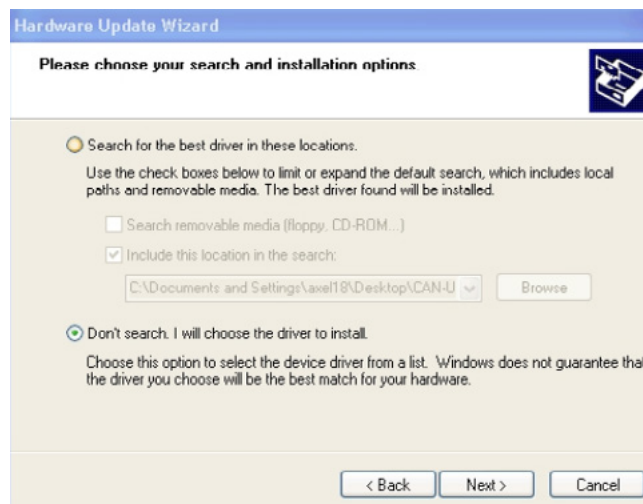 Hardware Update Wizard
Please choose your search and installation options.
Search for the best driver in these locations.
Use the check boxes below to limit or expand the default search, which includes local
paths and removable media. The best driver found will be installed.
Search removable media (floppy, CD-ROM...)
Include this location in the search:
C:\Documents and Settings\axel18\Desktop\CAN-U
Browse
Don't search. I will choose the driver to install.
Choose this option to select the device driver from a list. Windows does not guarantee that
the driver you choose will be the best match for your hardware.
< Back Next > Cancel